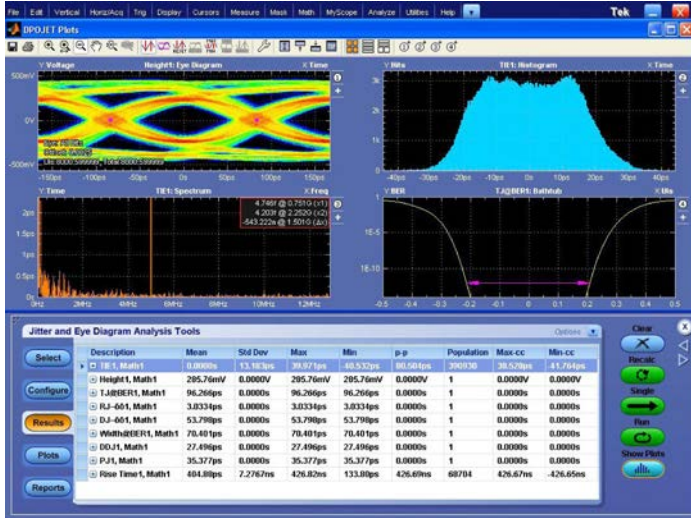 File Edit Vertical Horiz/Acq Trig Display Cursors Measure Mask Math MyScope Analyze Utilities Help Tek
DPOJET Plots
Y:Voltage Height1: Eye Diagram X:Time
500mV
0V
-500mV
-150ps -100ps -50ps 0s 50ps 100ps 150ps
Y:Hits TIE1: Histogram X:Time
3k
2k
1k
0
-40ps -30ps -20ps -10ps 0s 10ps 20ps 30ps 40ps
Y:Time TIE1: Spectrum X:Freq
4.746f @ 0.751G (x1)
4.203f @ 2.252G (x2)
-543.222a @ 1.501G (Δx)
2ps
1.5ps
1ps
0.5ps
0s
0Hz 2MHz 4MHz 6MHz 8MHz 10MHz 12MHz
Y:BER TJ@BER1: Bathtub X:UIs
1
1E-5
1E-10
-0.5 -0.4 -0.3 -0.2 -0.1 0.0 0.1 0.2 0.3 0.4 0.5
Jitter and Eye Diagram Analysis Tools
Options
Clear
Select
Configure
Results
Plots
Reports
Description Mean Std Dev Max Min p-p Population Max-cc Min-cc
TIE1, Math1 0.0000s 13.183ps 39.971ps -40.532ps 80.504ps 390936 38.528ps -41.764ps
Height1, Math1 205.76mV 0.0000V 205.76mV 205.76mV 0.0000V 1 0.0000V 0.0000V
TJ@BER1, Math1 96.266ps 0.0000s 96.266ps 96.266ps 0.0000s 1 0.0000s 0.0000s
RJ-δδ1, Math1 3.0334ps 0.0000s 3.0334ps 3.0334ps 0.0000s 1 0.0000s 0.0000s
DJ-δδ1, Math1 53.798ps 0.0000s 53.798ps 53.798ps 0.0000s 1 0.0000s 0.0000s
Width@BER1, Math1 70.401ps 0.0000s 70.401ps 70.401ps 0.0000s 1 0.0000s 0.0000s
DDJ1, Math1 27.496ps 0.0000s 27.496ps 27.496ps 0.0000s 1 0.0000s 0.0000s
PJ1, Math1 35.377ps 0.0000s 35.377ps 35.377ps 0.0000s 1 0.0000s 0.0000s
Rise Time1, Math1 404.80ps 7.2767ns 426.82ns 133.80ps 426.69ns 68704 426.67ns -426.65ns
Recalc
Single
Run
Show Plots